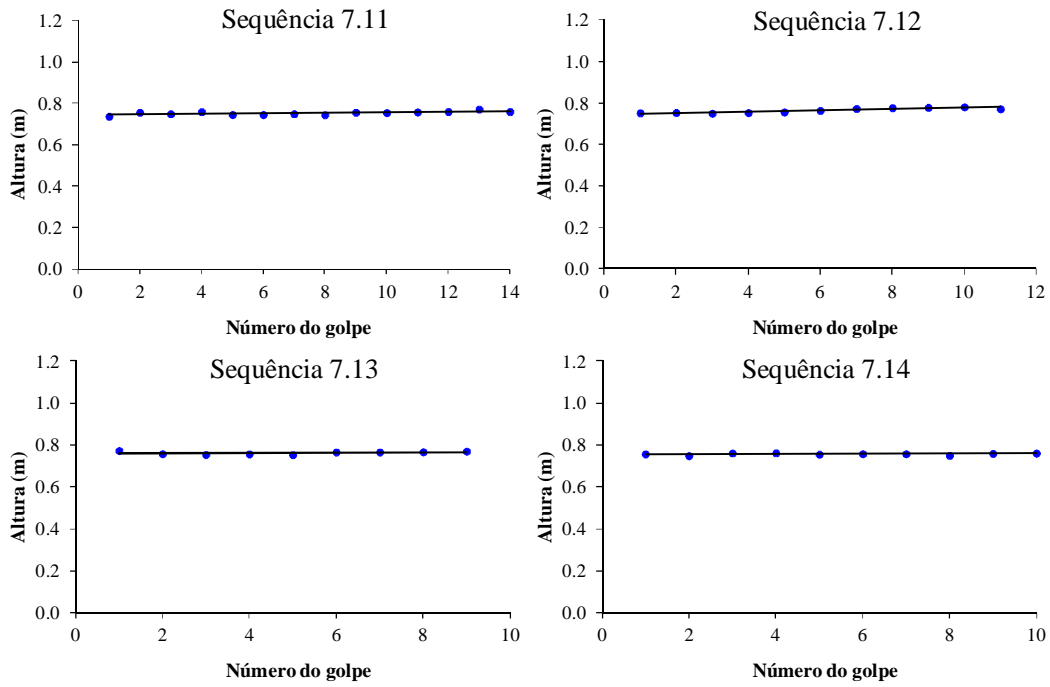 Sequência 7.11
1.2
1.0
0.8
0.6
0.4
0.2
0.0
Altura (m)
0 2 4 6 8 10 12 14
Número do golpe
Sequência 7.12
1.2
1.0
0.8
0.6
0.4
0.2
0.0
Altura (m)
0 2 4 6 8 10 12
Número do golpe
Sequência 7.13
1.2
1.0
0.8
0.6
0.4
0.2
0.0
Altura (m)
0 2 4 6 8 10
Número do golpe
Sequência 7.14
1.2
1.0
0.8
0.6
0.4
0.2
0.0
Altura (m)
0 2 4 6 8 10
Número do golpe